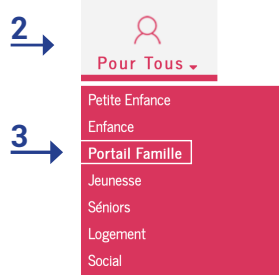 2
Pour Tous
Petite Enfance
Enfance
3
Portail Famille
Jeunesse
Séniors
Logement
Social